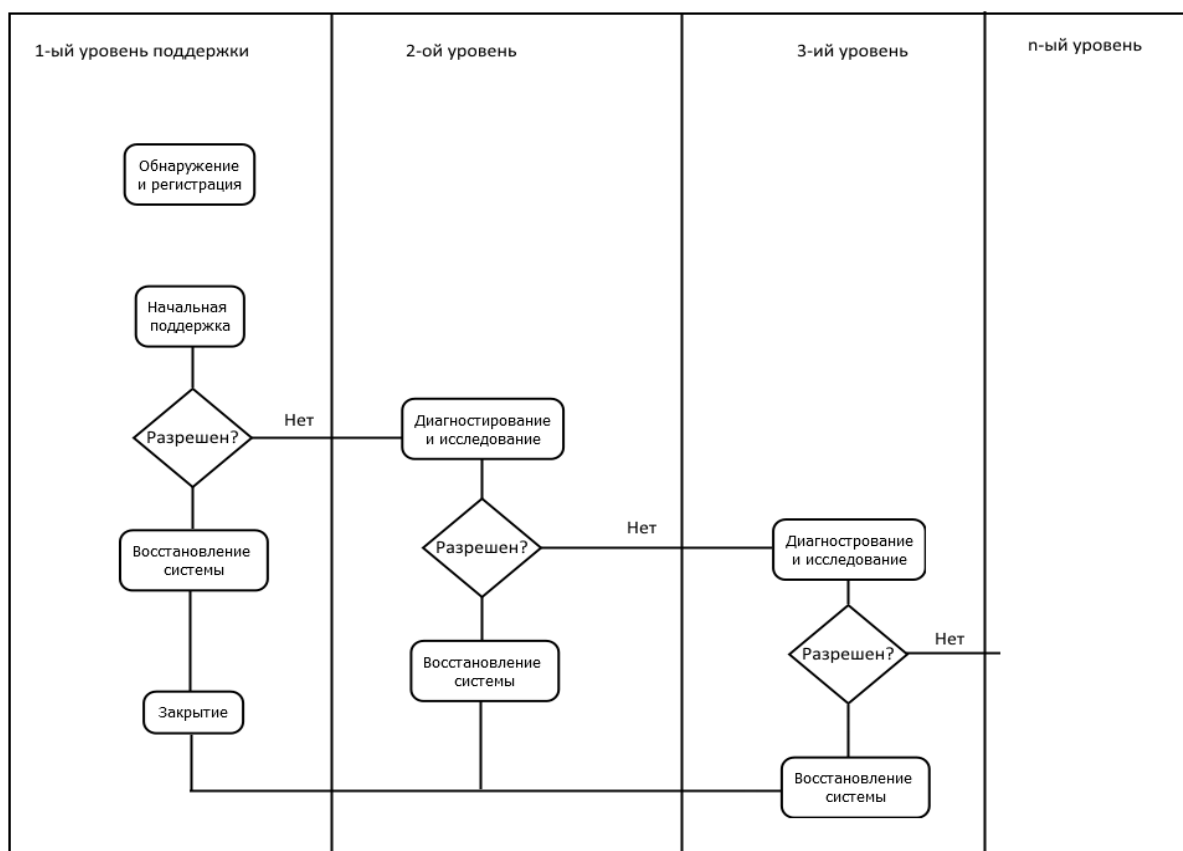 1-ый уровень поддержки
2-ой уровень
3-ий уровень
n-ый уровень
Обнаружение
и регистрация
Начальная
поддержка
Разрешен?
Нет
Диагностирование
и исследование
Восстановление
системы
Разрешен?
Нет
Диагнострование
и исследование
Закрытие
Восстановление
системы
Разрешен?
Нет
Восстановление
системы